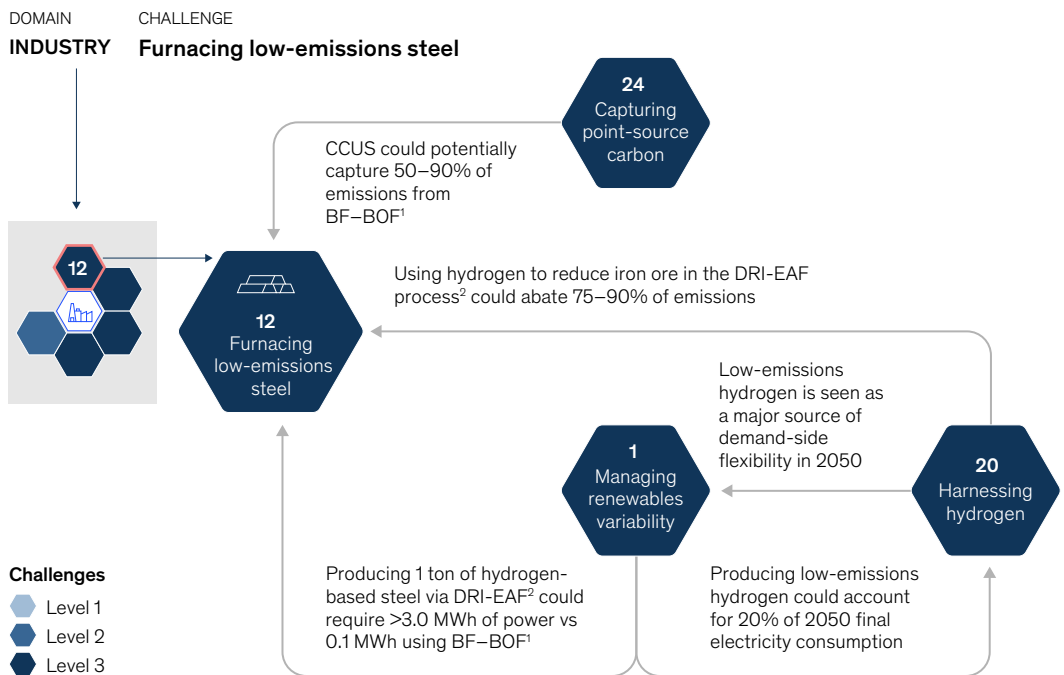 DOMAIN
CHALLENGE
INDUSTRY
Furnacing low-emissions steel
24
Capturing
point-source
carbon
CCUS could potentially
capture 50–90% of
emissions from
BF–BOF¹
12
12
Furnacing
low-emissions
steel
Using hydrogen to reduce iron ore in the DRI-EAF
process² could abate 75–90% of emissions
Low-emissions
hydrogen is seen as
a major source of
demand-side
flexibility in 2050
1
Managing
renewables
variability
20
Harnessing
hydrogen
Producing 1 ton of hydrogen-
based steel via DRI-EAF² could
require >3.0 MWh of power vs
0.1 MWh using BF–BOF¹
Producing low-emissions
hydrogen could account
for 20% of 2050 final
electricity consumption
Challenges
Level 1
Level 2
Level 3